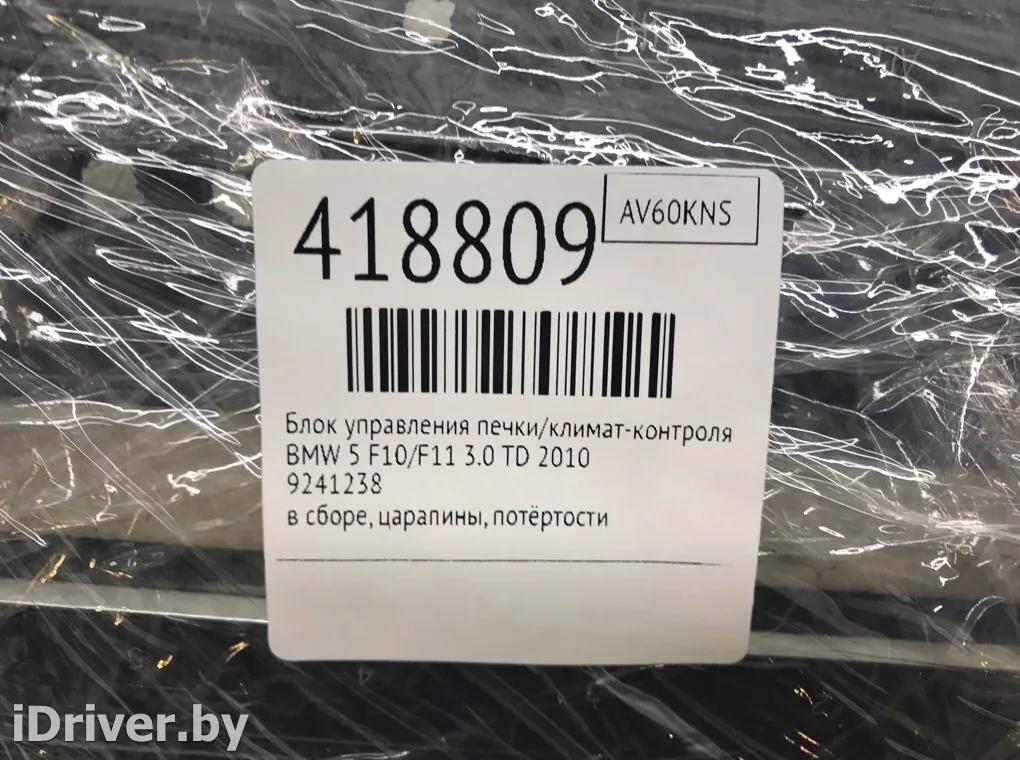 418809
AV60KNS
Блок управления печки/климат-контроля
BMW 5 F10/F11 3.0 TD 2010
9241238
в сборе, царапины, потёртости
iDriver.by